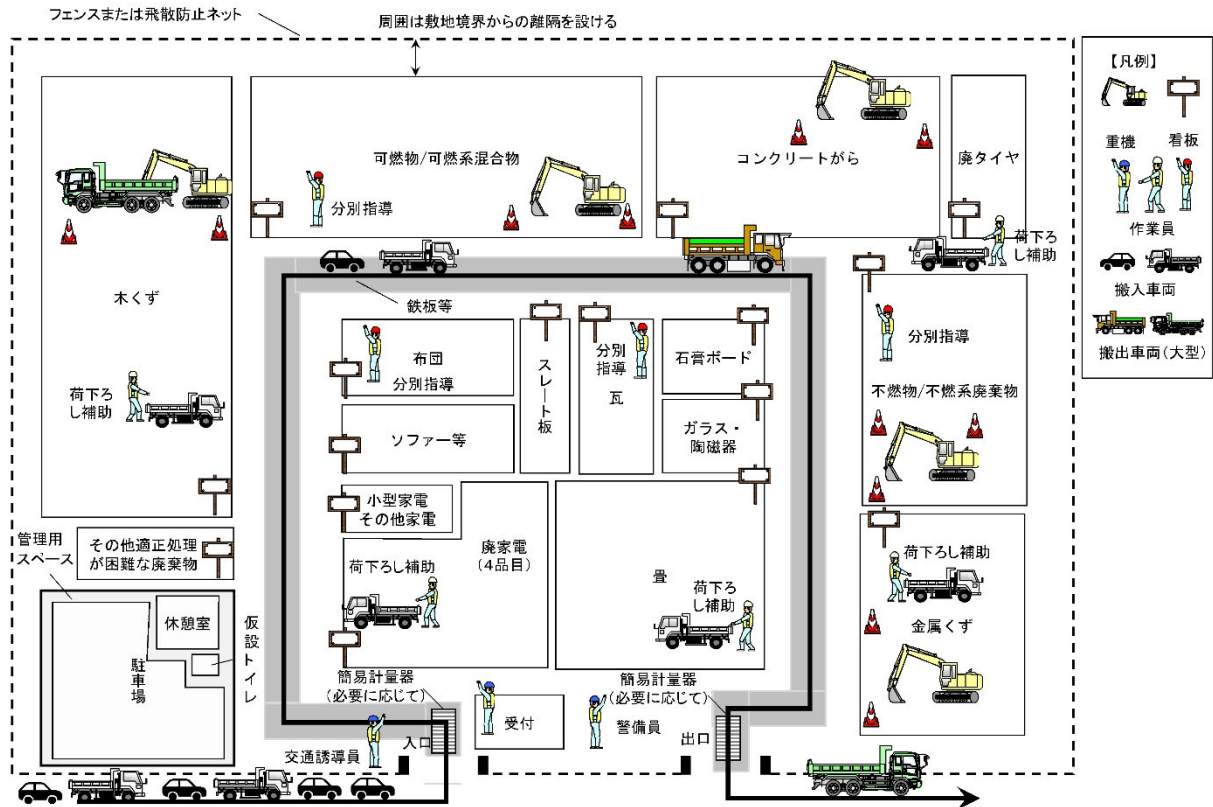 フェンスまたは飛散防止ネット
周囲は敷地境界からの離隔を設ける
【凡例】
重機
看板
作業員
搬入車両
搬出車両(大型)
可燃物/可燃系混合物
分別指導
コンクリートがら
廃タイヤ
荷下ろ
し補助
木くず
鉄板等
布団
分別指導
スレート板
分別
指導
瓦
石膏ボード
分別指導
不燃物/不燃系廃棄物
荷下ろ
し補助
ソファー等
ガラス・
陶磁器
小型家電
その他家電
廃家電
(4品目)
荷下ろし補助
畳
荷下ろ
し補助
荷下ろし補助
金属くず
管理用
スペース
その他適正処理
が困難な廃棄物
休憩室
仮設トイレ
駐車場
簡易計量器
(必要に応じて)
簡易計量器
(必要に応じて)
入口
受付
警備員
出口
交通誘導員